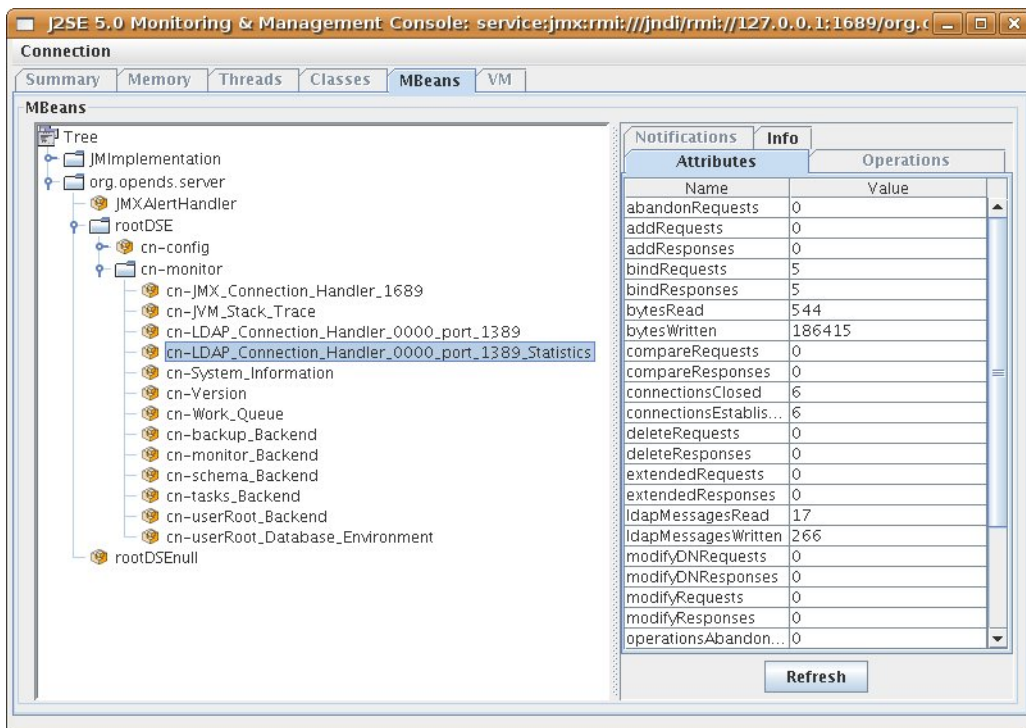 J2SE 5.0 Monitoring & Management Console: service:jmx:rmi:///jndi/rmi://127.0.0.1:1689/org.c
Connection
Summary Memory Threads Classes MBeans VM
MBeans
Tree
JMImplementation
org.opends.server
JMXAlertHandler
rootDSE
cn-config
cn-monitor
cn-JMX_Connection_Handler_1689
cn-JVM_Stack_Trace
cn-LDAP_Connection_Handler_0000_port_1389
cn-LDAP_Connection_Handler_0000_port_1389_Statistics
cn-System_Information
cn-Version
cn-Work_Queue
cn-backup_Backend
cn-monitor_Backend
cn-schema_Backend
cn-tasks_Backend
cn-userRoot_Backend
cn-userRoot_Database_Environment
rootDSEnull
Notifications Info
Attributes Operations
Name Value
abandonRequests 0
addRequests 0
addResponses 0
bindRequests 5
bindResponses 5
bytesRead 544
bytesWritten 186415
compareRequests 0
compareResponses 0
connectionsClosed 6
connectionsEstablis... 6
deleteRequests 0
deleteResponses 0
extendedRequests 0
extendedResponses 0
ldapMessagesRead 17
ldapMessagesWritten 266
modifyDNRequests 0
modifyDNResponses 0
modifyRequests 0
modifyResponses 0
operationsAbandon... 0
Refresh